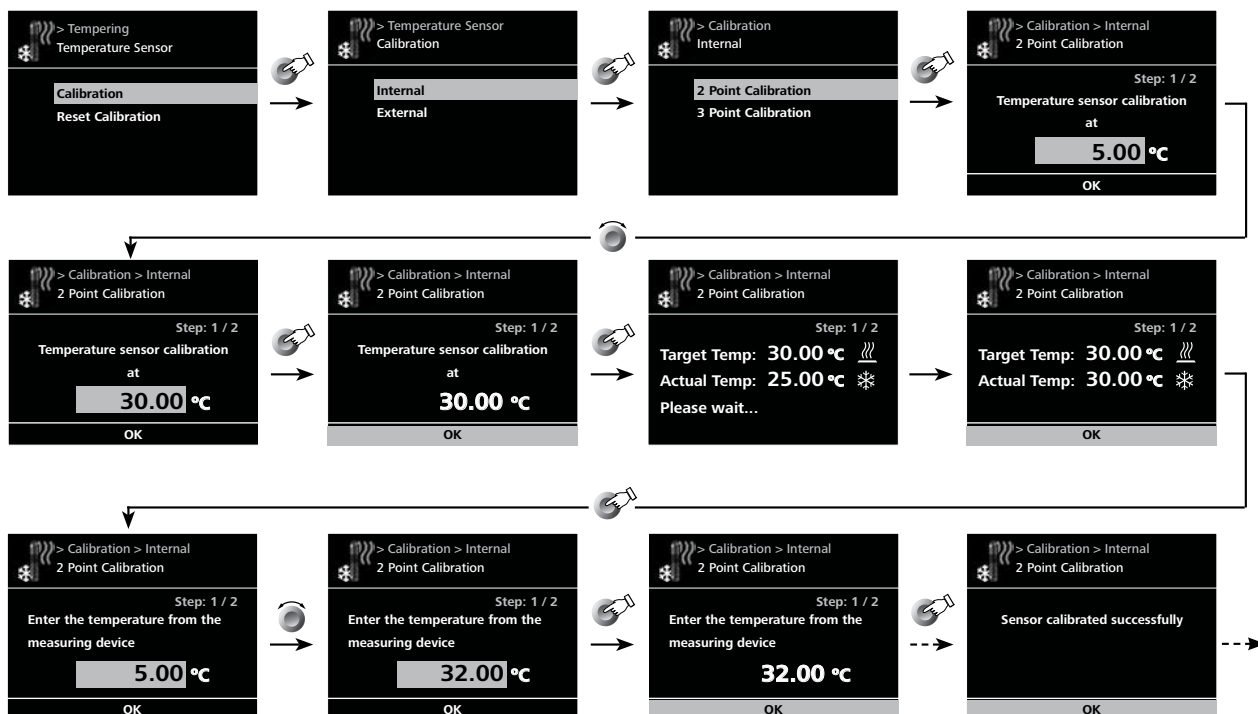 > Tempering
Temperature Sensor
Calibration
Reset Calibration
> Temperature Sensor
Calibration
Internal
External
> Calibration
Internal
2 Point Calibration
3 Point Calibration
> Calibration > Internal
2 Point Calibration
Step: 1 / 2
Temperature sensor calibration
at
5.00 °C
OK
> Calibration > Internal
2 Point Calibration
Step: 1 / 2
Temperature sensor calibration
at
30.00 °C
OK
> Calibration > Internal
2 Point Calibration
Step: 1 / 2
Temperature sensor calibration
at
30.00 °C
OK
> Calibration > Internal
2 Point Calibration
Step: 1 / 2
Target Temp: 30.00 °C
Actual Temp: 25.00 °C
Please wait...
> Calibration > Internal
2 Point Calibration
Step: 1 / 2
Target Temp: 30.00 °C
Actual Temp: 30.00 °C
OK
> Calibration > Internal
2 Point Calibration
Step: 1 / 2
Enter the temperature from the
measuring device
5.00 °C
OK
> Calibration > Internal
2 Point Calibration
Step: 1 / 2
Enter the temperature from the
measuring device
32.00 °C
OK
> Calibration > Internal
2 Point Calibration
Step: 1 / 2
Enter the temperature from the
measuring device
32.00 °C
OK
> Calibration > Internal
2 Point Calibration
Sensor calibrated successfully
OK